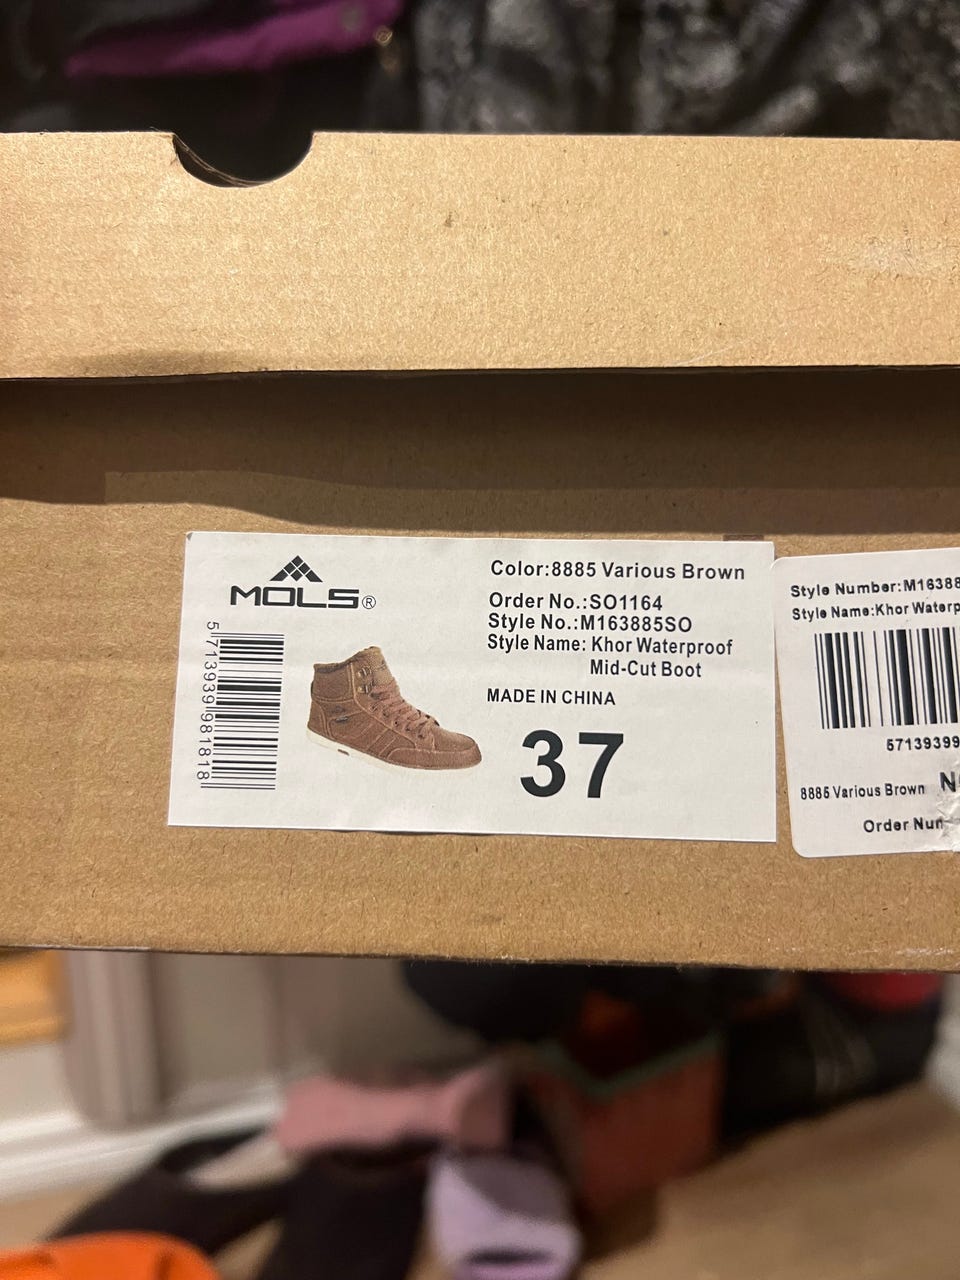 MOLS®
5713939981818
Color:8885 Various Brown
Order No.:SO1164
Style No.:M163885SO
Style Name: Khor Waterproof
Mid-Cut Boot
MADE IN CHINA
37
Style Number:M16388
Style Name:Khor Waterp
57139399
8885 Various Brown
Order Num